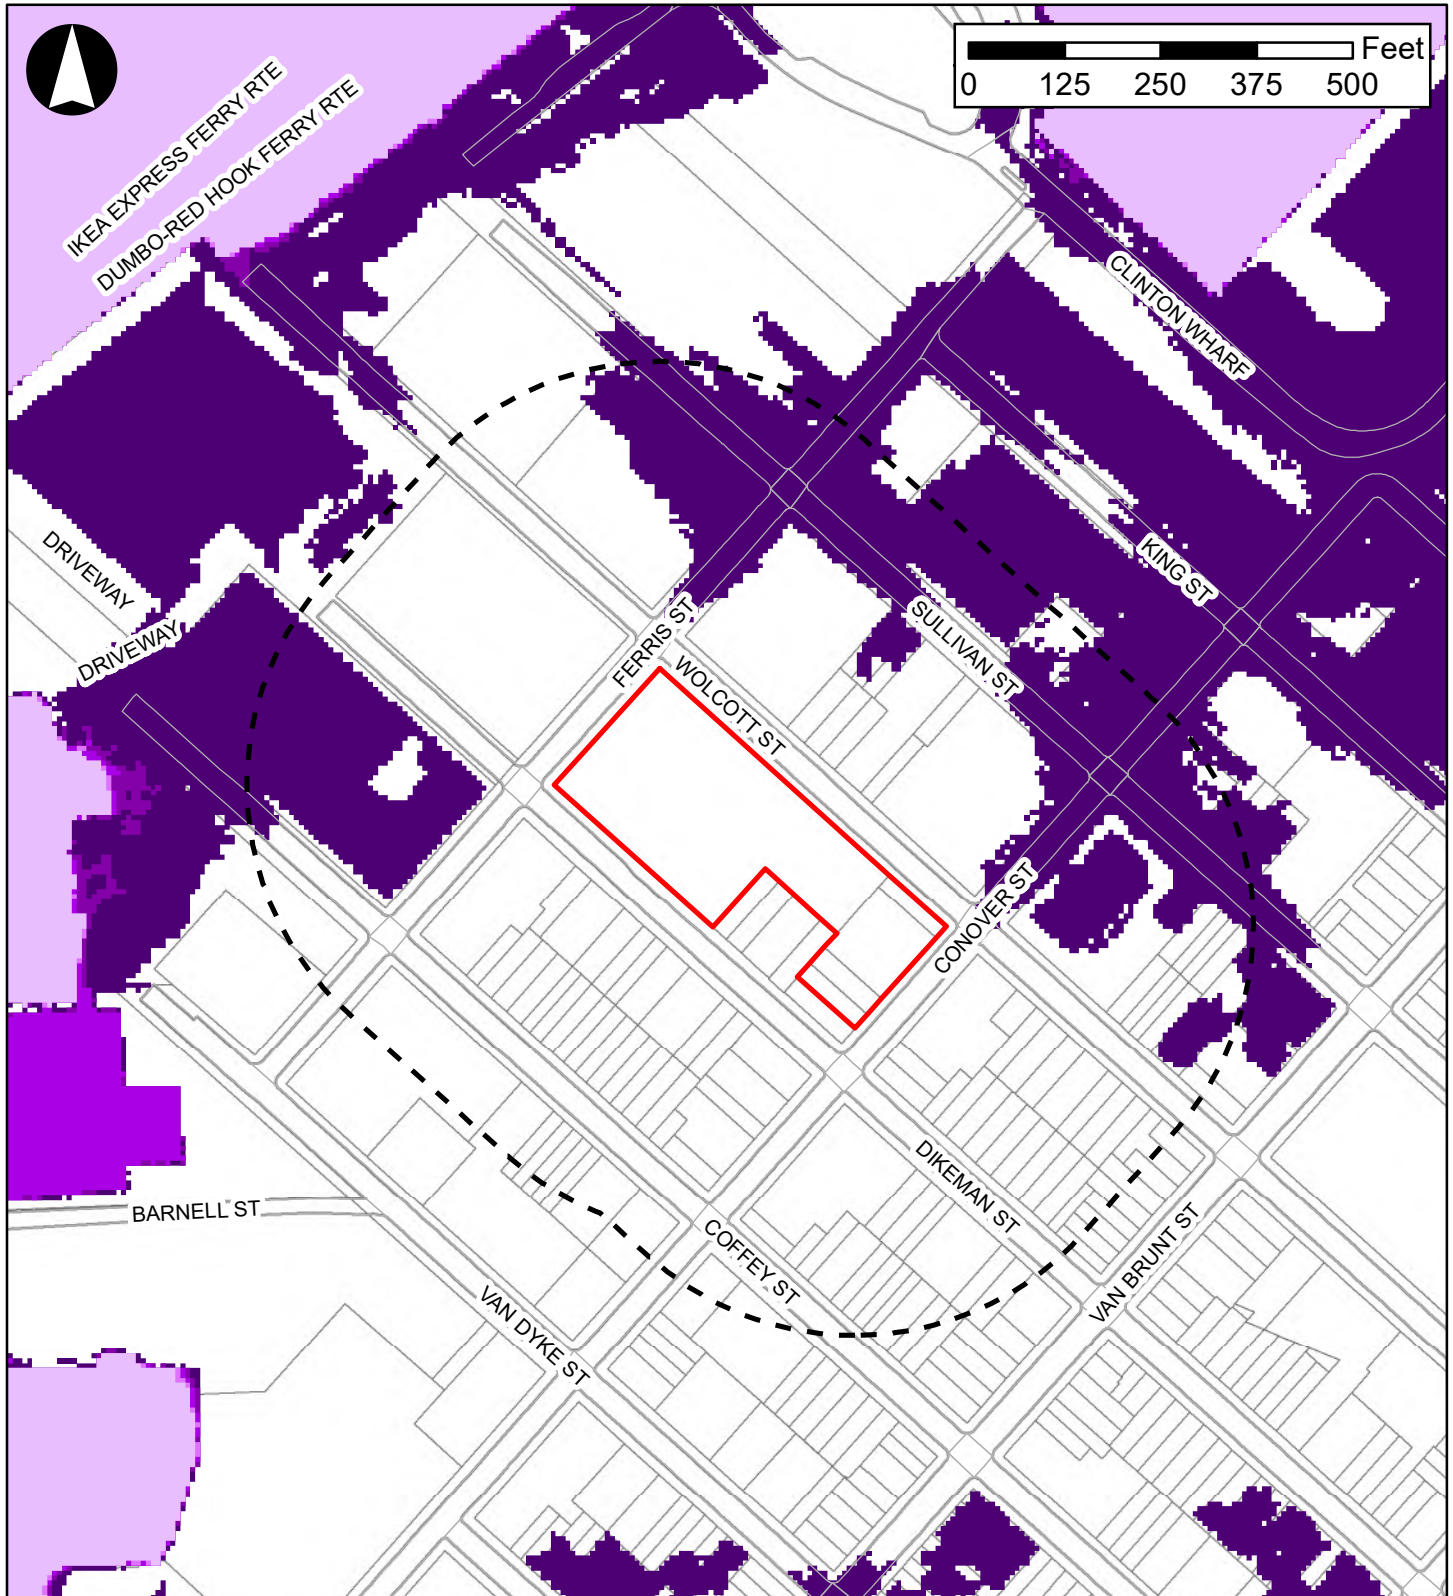 Feet
0 125 250 375 500
IKEA EXPRESS FERRY RTE
DUMBO-RED HOOK FERRY RTE
CLINTON WHARF
KING ST
DRIVEWAY
DRIVEWAY
FERRIS ST
WOLCOTT ST
SULLIVAN ST
CONOVER ST
DIKEMAN ST
BARNELL ST
COFFEY ST
VAN BRUNT ST
VAN DYKE ST